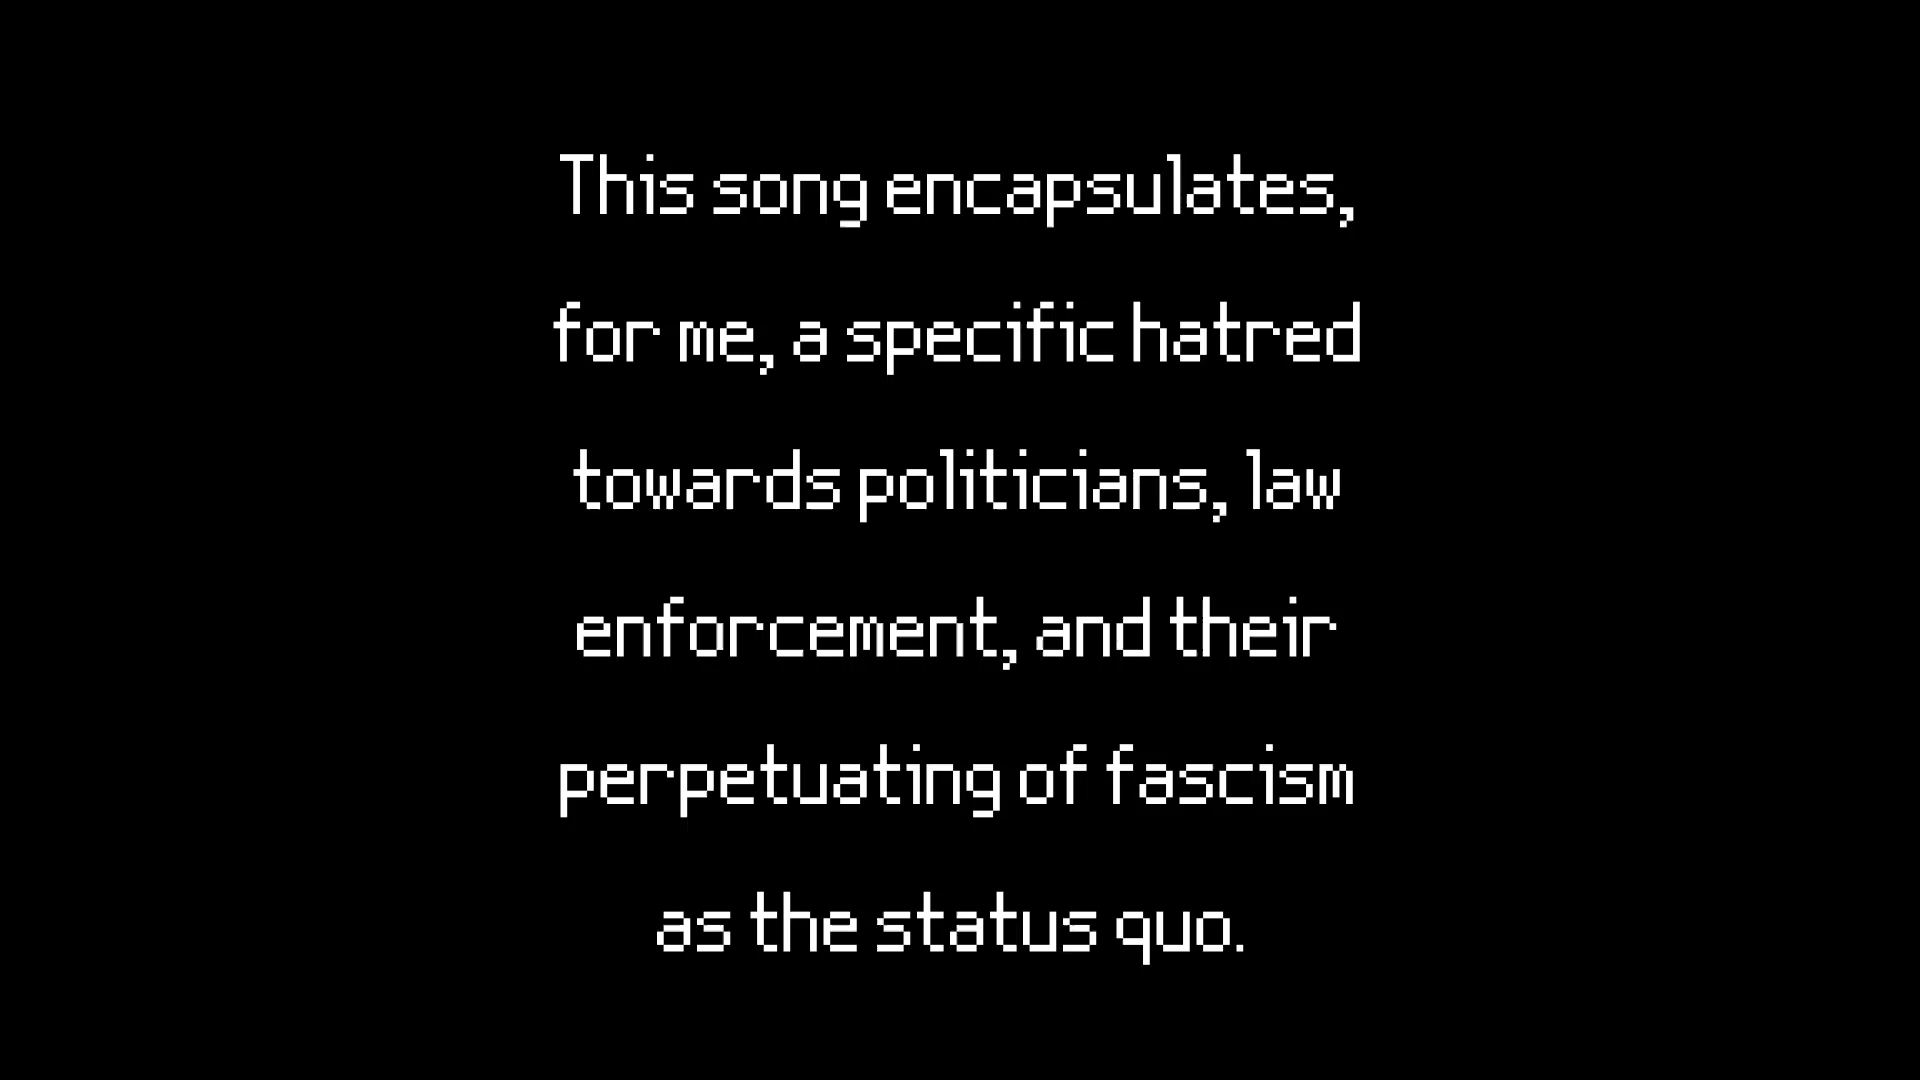 This song encapsulates,
for me, a specific hatred
towards politicians, law
enforcement, and their
perpetuating of fascism
as the status quo.